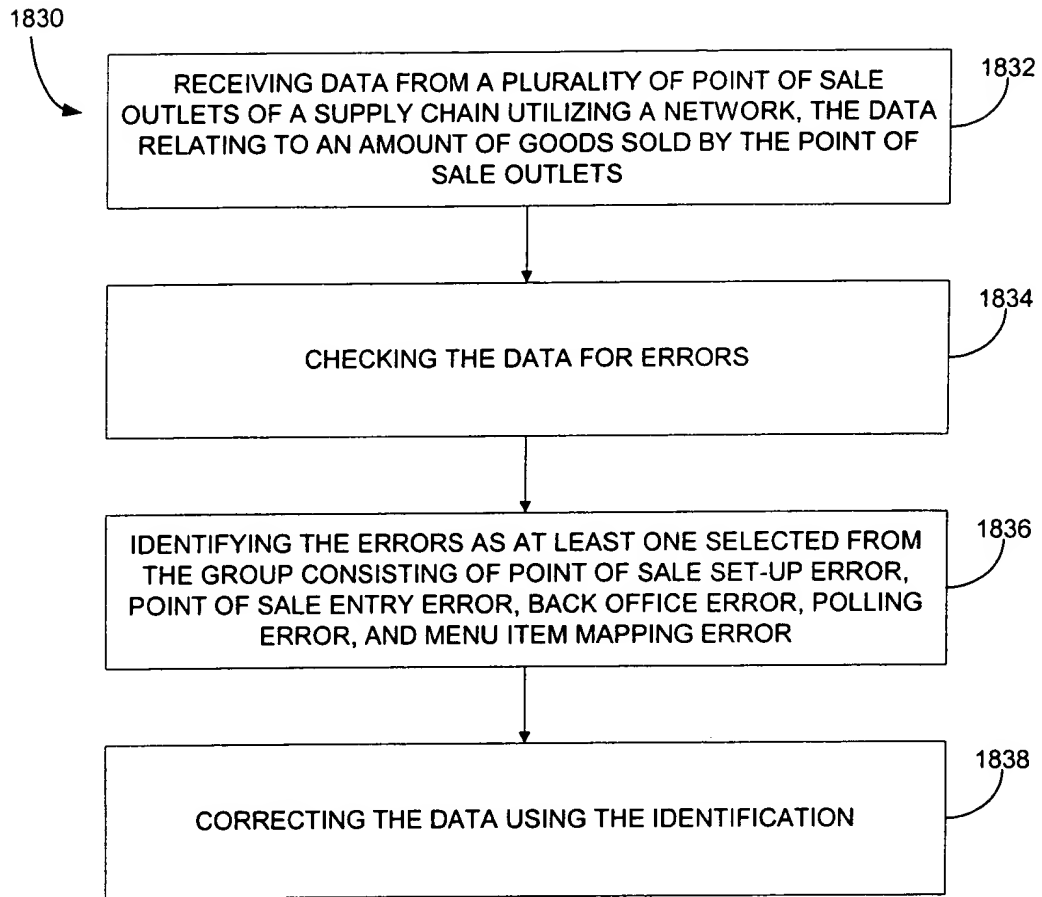 1830
1832
RECEIVING DATA FROM A PLURALITY OF POINT OF SALE
OUTLETS OF A SUPPLY CHAIN UTILIZING A NETWORK, THE DATA
RELATING TO AN AMOUNT OF GOODS SOLD BY THE POINT OF
SALE OUTLETS
1834
CHECKING THE DATA FOR ERRORS
1836
IDENTIFYING THE ERRORS AS AT LEAST ONE SELECTED FROM
THE GROUP CONSISTING OF POINT OF SALE SET-UP ERROR,
POINT OF SALE ENTRY ERROR, BACK OFFICE ERROR, POLLING
ERROR, AND MENU ITEM MAPPING ERROR
1838
CORRECTING THE DATA USING THE IDENTIFICATION